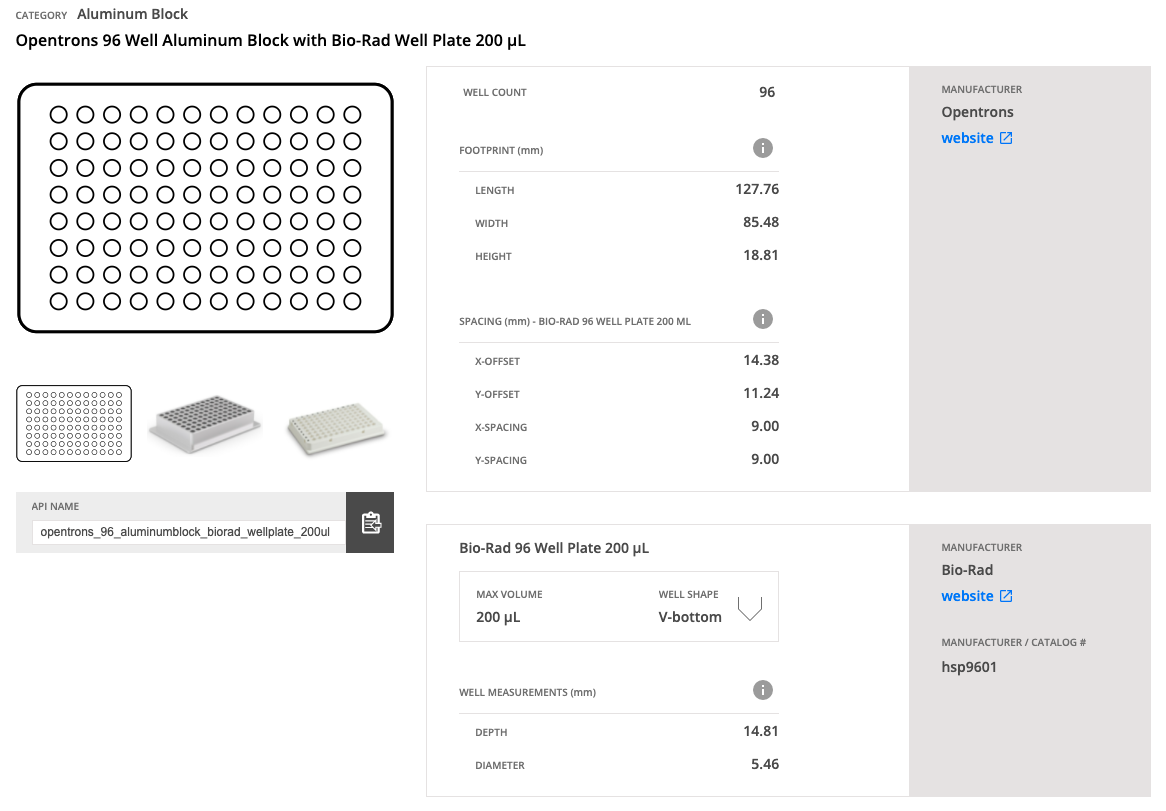 CATEGORY Aluminum Block
Opentrons 96 Well Aluminum Block with Bio-Rad Well Plate 200 µL
API NAME
opentrons_96_aluminumblock_biorad_wellplate_200ul
WELL COUNT 96
FOOTPRINT (mm) i
LENGTH 127.76
WIDTH 85.48
HEIGHT 18.81
SPACING (mm) - BIO-RAD 96 WELL PLATE 200 ML i
X-OFFSET 14.38
Y-OFFSET 11.24
X-SPACING 9.00
Y-SPACING 9.00
MANUFACTURER
Opentrons
website
Bio-Rad 96 Well Plate 200 µL
MAX VOLUME WELL SHAPE
200 µL V-bottom
WELL MEASUREMENTS (mm) i
DEPTH 14.81
DIAMETER 5.46
MANUFACTURER
Bio-Rad
website
MANUFACTURER / CATALOG #
hsp9601